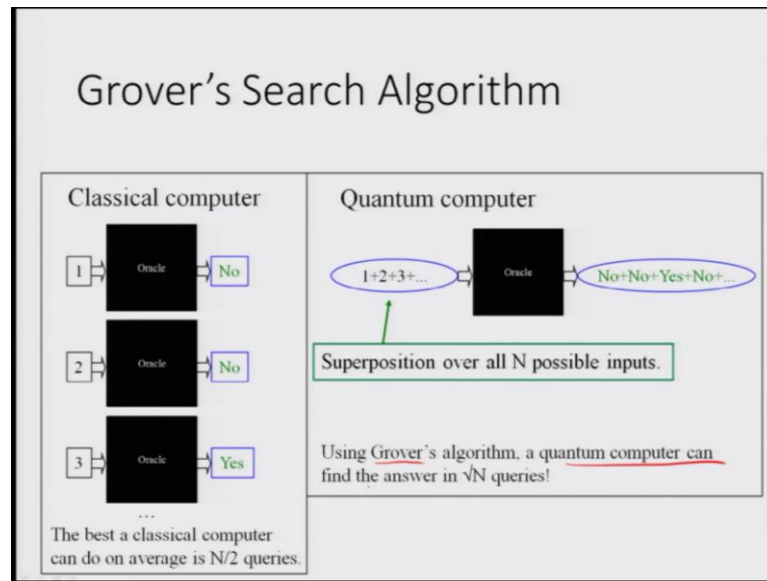 Grover's Search Algorithm
Classical computer
1 Oracle No
2 Oracle No
3 Oracle Yes
...
The best a classical computer
can do on average is N/2 queries.
Quantum computer
1+2+3+... Oracle No+No+Yes+No+...
Superposition over all N possible inputs.
Using Grover's algorithm, a quantum computer can
find the answer in √N queries!